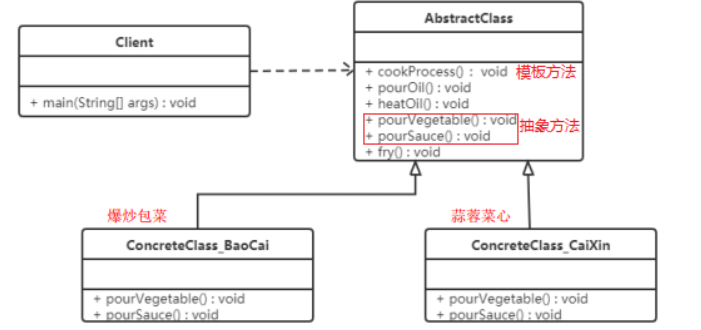 Client
+ main(String[] args) : void
AbstractClass
+ cookProcess() : void 模板方法
+ pourOil() : void
+ heatOil() : void
+ pourVegetable() : void
+ pourSauce() : void
抽象方法
+ fry() : void
爆炒包菜
ConcreteClass_BaoCai
+ pourVegetable() : void
+ pourSauce() : void
蒜蓉菜心
ConcreteClass_CaiXin
+ pourVegetable() : void
+ pourSauce() : void